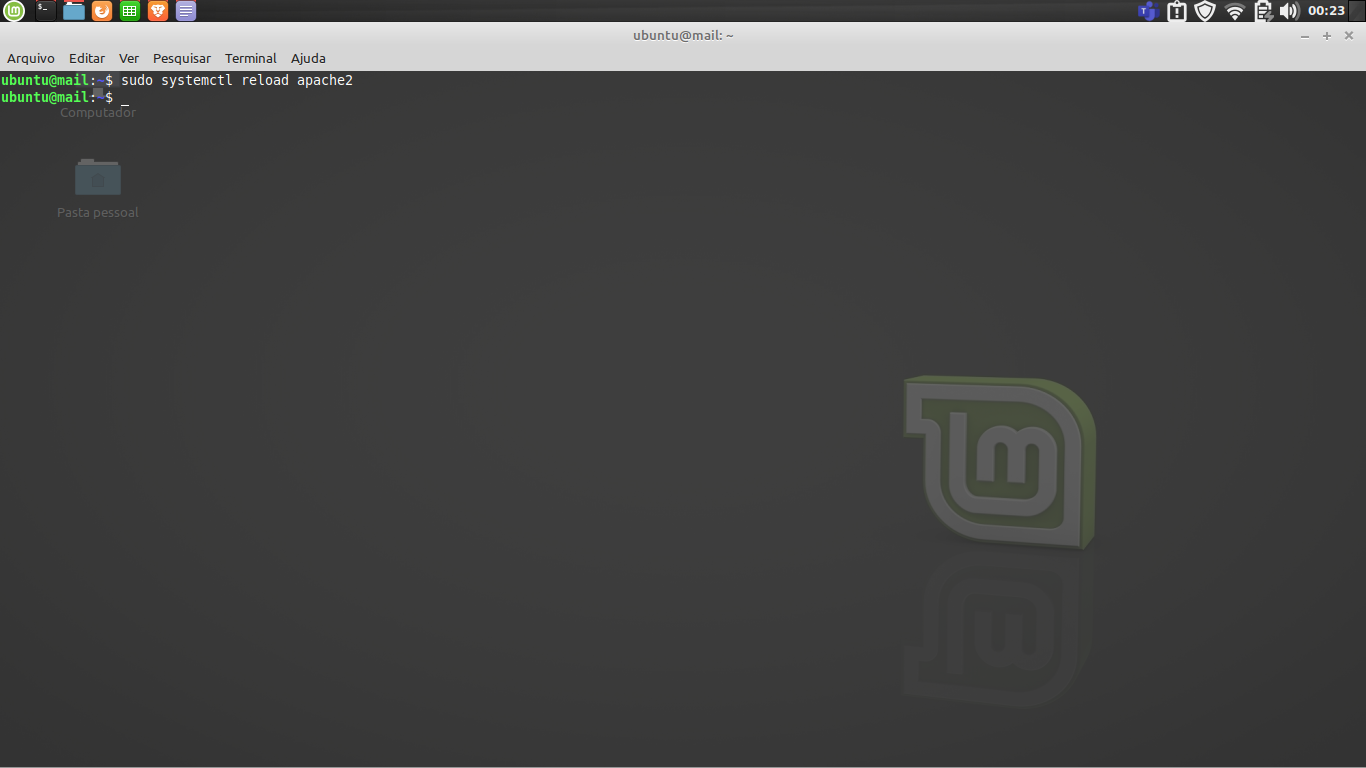 00:23
ubuntu@mail: ~
Arquivo Editar Ver Pesquisar Terminal Ajuda
ubuntu@mail:~$ sudo systemctl reload apache2
ubuntu@mail:~$ _
Computador
Pasta pessoal